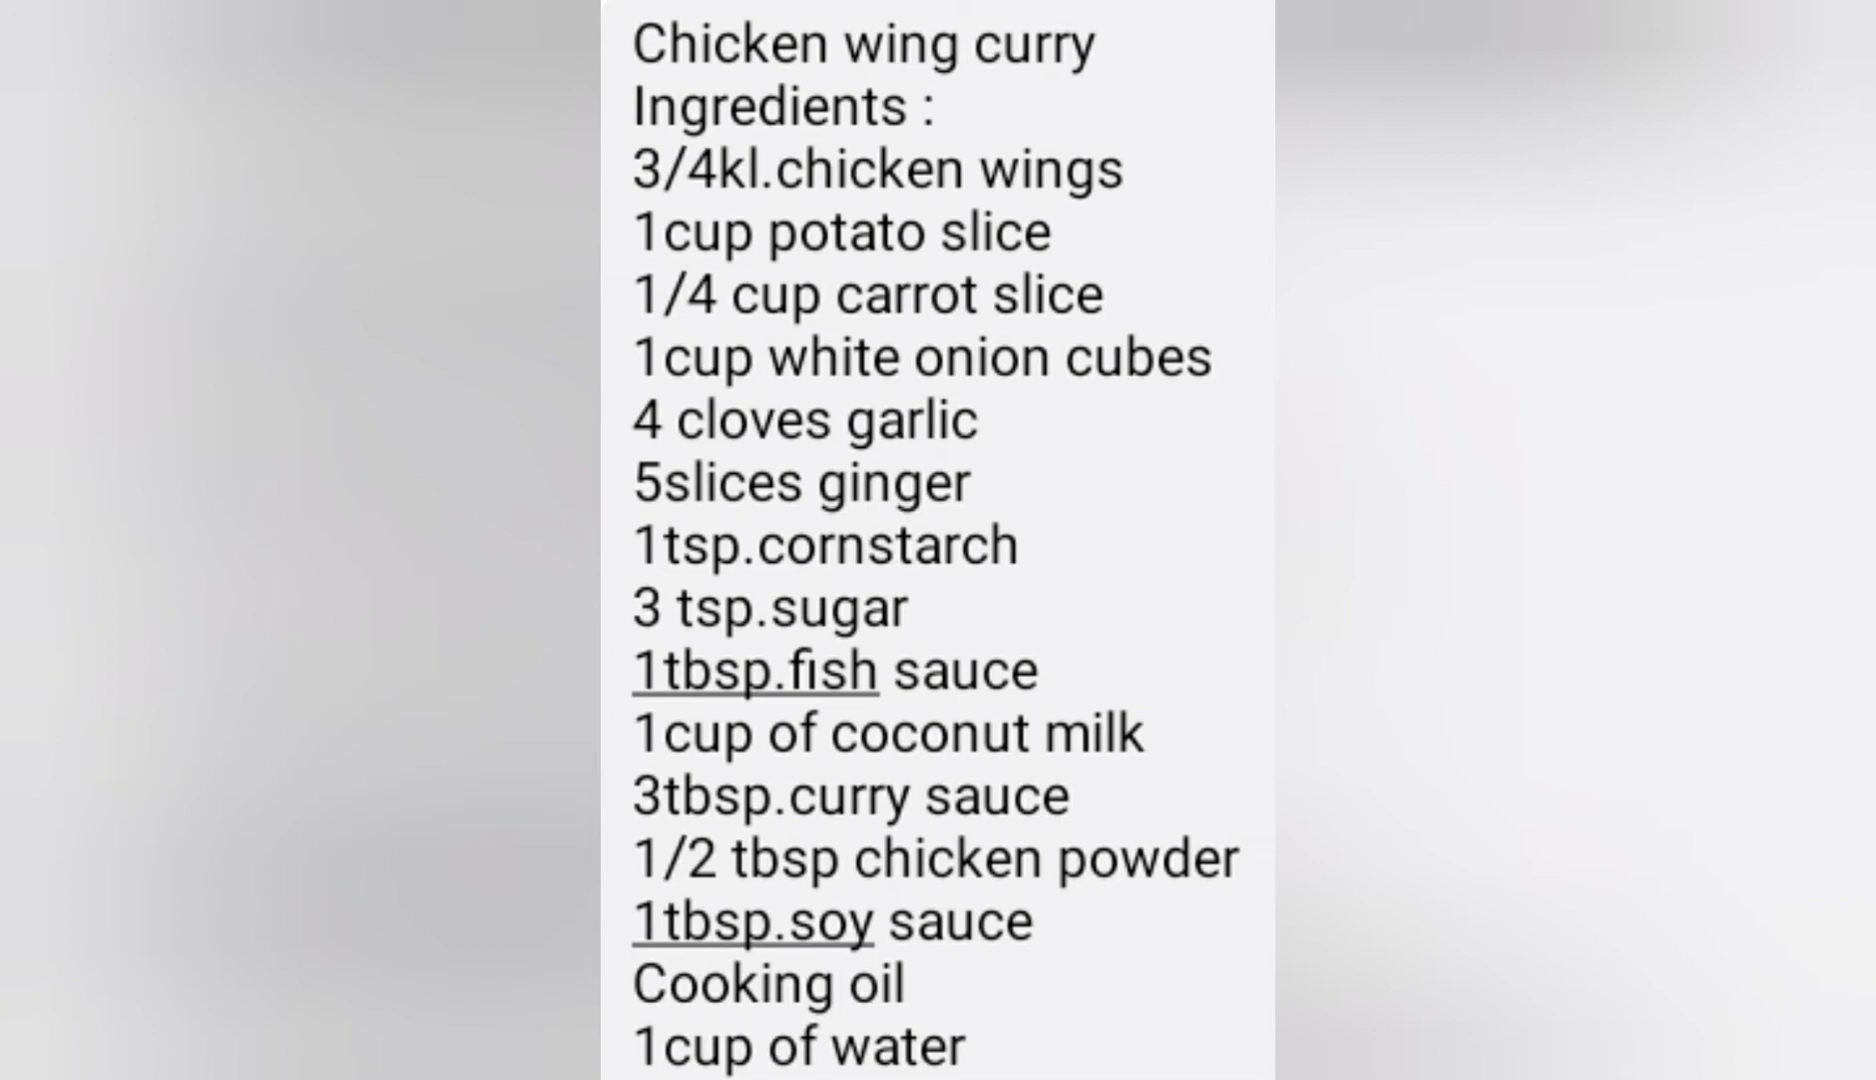 Chicken wing curry
Ingredients :
3/4kl.chicken wings
1cup potato slice
1/4 cup carrot slice
1cup white onion cubes
4 cloves garlic
5slices ginger
1tsp.cornstarch
3 tsp.sugar
1tbsp.fish sauce
1cup of coconut milk
3tbsp.curry sauce
1/2 tbsp chicken powder
1tbsp.soy sauce
Cooking oil
1cup of water